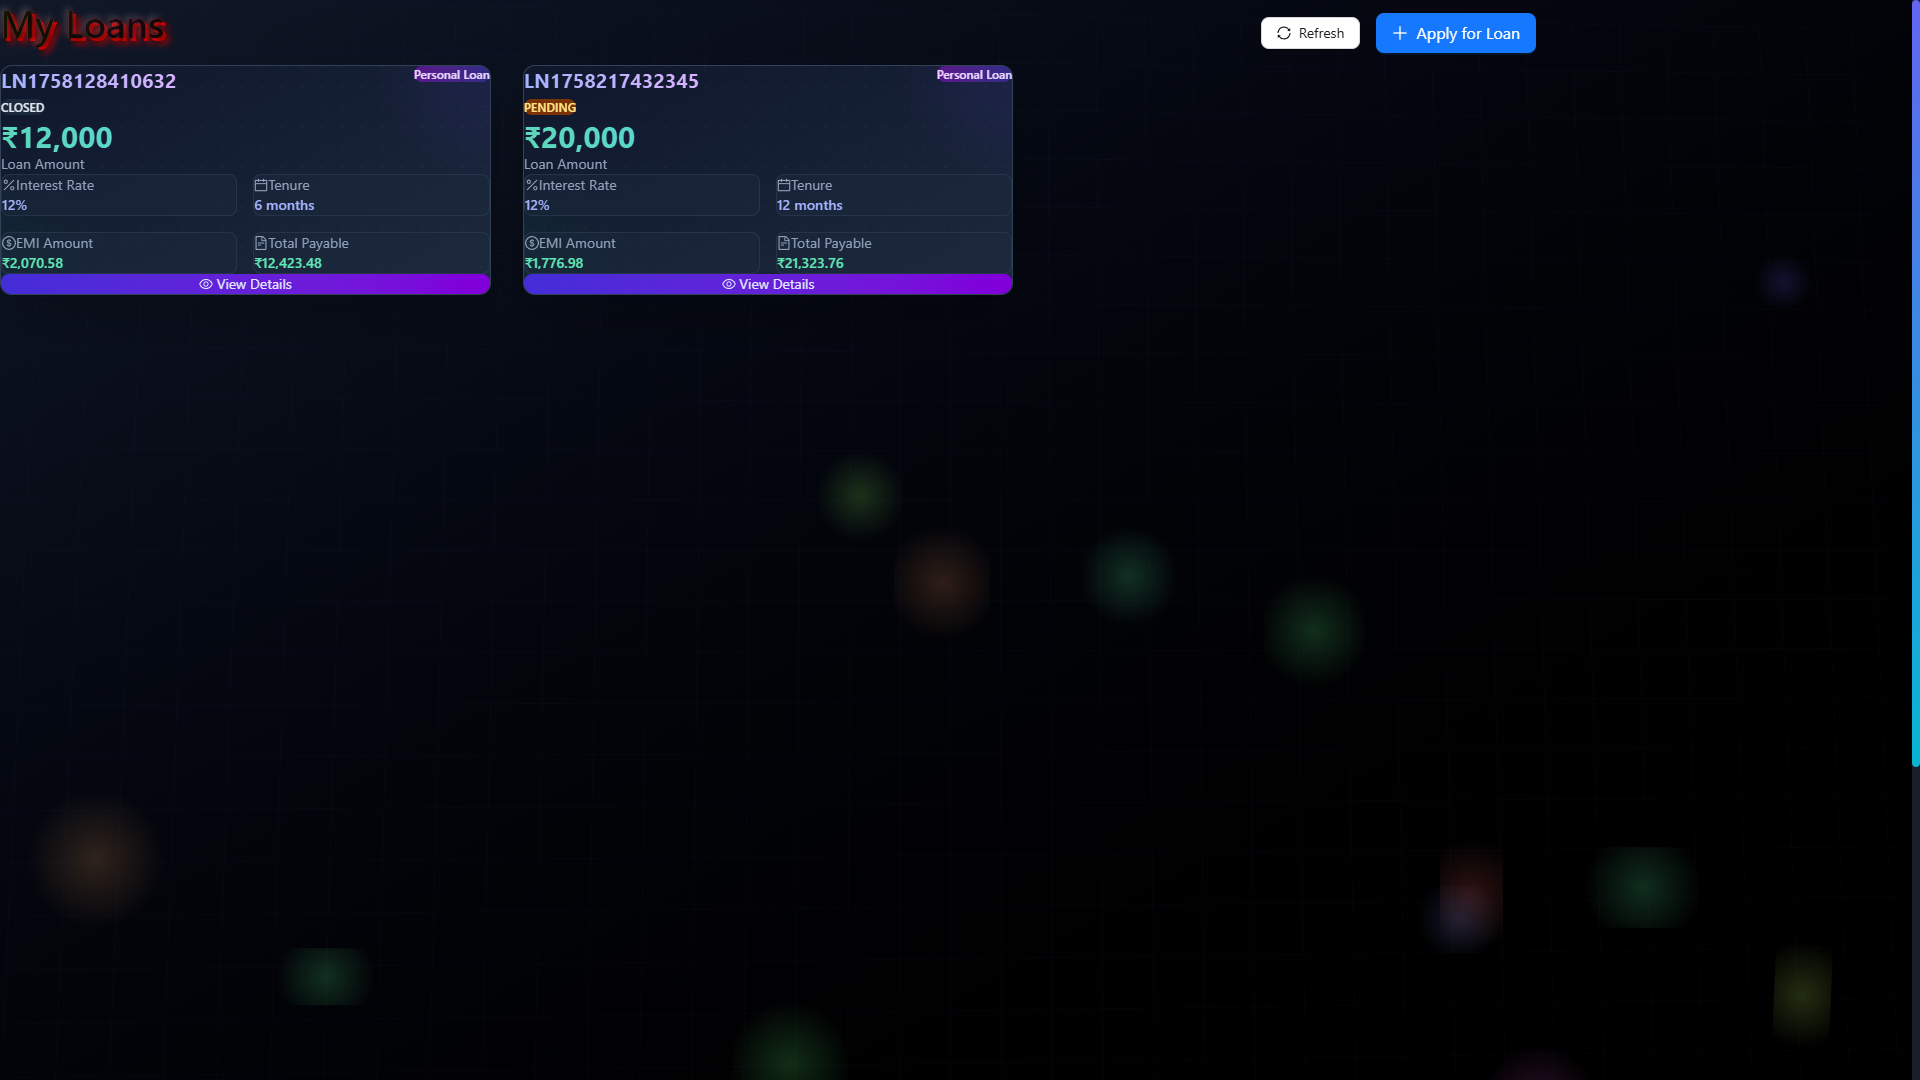 My Loans
Refresh
Apply for Loan
LN1758128410632
Personal Loan
CLOSED
₹12,000
Loan Amount
Interest Rate
12%
Tenure
6 months
EMI Amount
₹2,070.58
Total Payable
₹12,423.48
View Details
LN1758217432345
Personal Loan
PENDING
₹20,000
Loan Amount
Interest Rate
12%
Tenure
12 months
EMI Amount
₹1,776.98
Total Payable
₹21,323.76
View Details